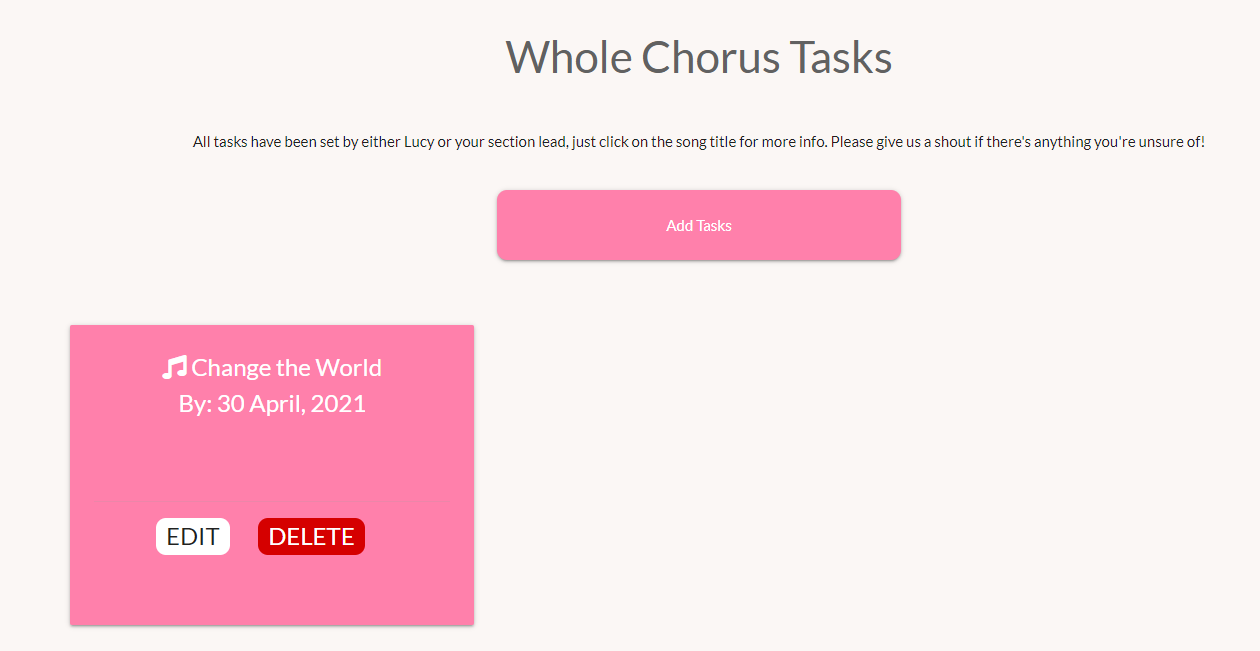 Whole Chorus Tasks
All tasks have been set by either Lucy or your section lead, just click on the song title for more info. Please give us a shout if there's anything you're unsure of!
Add Tasks
Change the World
By: 30 April, 2021
EDIT DELETE